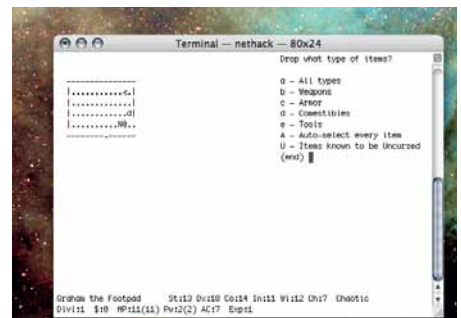 Terminal — nethack — 80x24
Drop what type of items?
a - All types
b - Weapons
c - Armor
d - Comestibles
e - Tools
A - Auto-select every item
U - Items known to be Uncursed
(end)
---------------
|...........<.|
|.............|
|............d|
|..........N@..
--------.------
Graham the Footpad St:13 Dx:18 Co:14 In:11 Wi:12 Ch:7 Chaotic
Dlvl:1 $:0 HP:11(11) Pw:2(2) AC:7 Exp:1